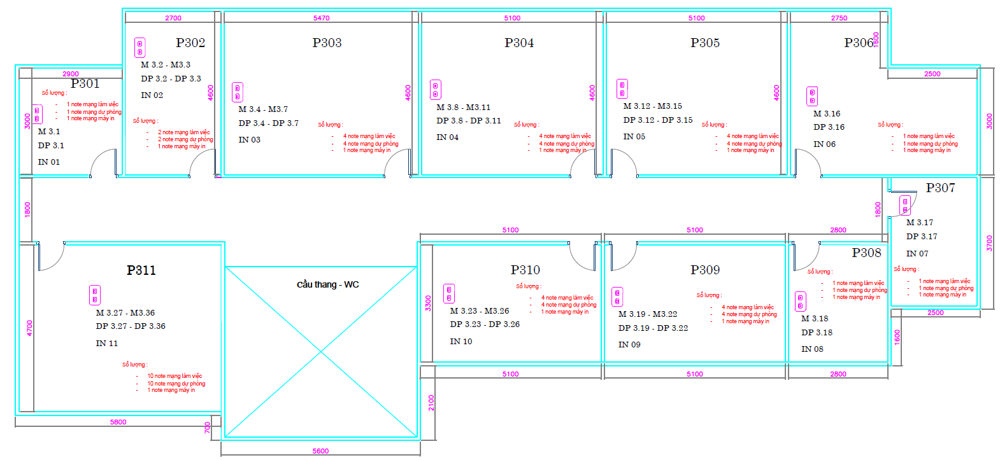 2700
5470
5100
5100
2750
P302
P303
P304
P305
P306
1600
2900
P301
2500
Số lượng :
- 1 note mạng làm việc
- 1 note mạng dự phòng
- 1 note mạng máy in
3000
M 3.1
DP 3.1
IN 01
M 3.2 - M3.3
DP 3.2 - DP 3.3
IN 02
Số lượng :
- 2 note mạng làm việc
- 2 note mạng dự phòng
- 1 note mạng máy in
4600
M 3.4 - M3.7
DP 3.4 - DP 3.7
IN 03
Số lượng :
- 4 note mạng làm việc
- 4 note mạng dự phòng
- 1 note mạng máy in
4600
M 3.8 - M3.11
DP 3.8 - DP 3.11
IN 04
Số lượng :
- 4 note mạng làm việc
- 4 note mạng dự phòng
- 1 note mạng máy in
4600
M 3.12 - M3.15
DP 3.12 - DP 3.15
IN 05
Số lượng :
- 4 note mạng làm việc
- 4 note mạng dự phòng
- 1 note mạng máy in
4600
M 3.16
DP 3.16
IN 06
Số lượng :
- 1 note mạng làm việc
- 1 note mạng dự phòng
- 1 note mạng máy in
3000
1800
1800
P307
M 3.17
DP 3.17
IN 07
Số lượng :
- 1 note mạng làm việc
- 1 note mạng dự phòng
- 1 note mạng máy in
3700
2500
5100
5100
2800
P311
M 3.27 - M3.36
DP 3.27 - DP 3.36
IN 11
Số lượng :
- 10 note mạng làm việc
- 10 note mạng dự phòng
- 1 note mạng máy in
4700
5800
700
Cầu thang - WC
5600
2100
3300
P310
Số lượng :
- 4 note mạng làm việc
- 4 note mạng dự phòng
- 1 note mạng máy in
M 3.23 - M3.26
DP 3.23 - DP 3.26
IN 10
P309
Số lượng :
- 4 note mạng làm việc
- 4 note mạng dự phòng
- 1 note mạng máy in
M 3.19 - M3.22
DP 3.19 - DP 3.22
IN 09
P308
Số lượng :
- 1 note mạng làm việc
- 1 note mạng dự phòng
- 1 note mạng máy in
M 3.18
DP 3.18
IN 08
1600
5100
5100
2800